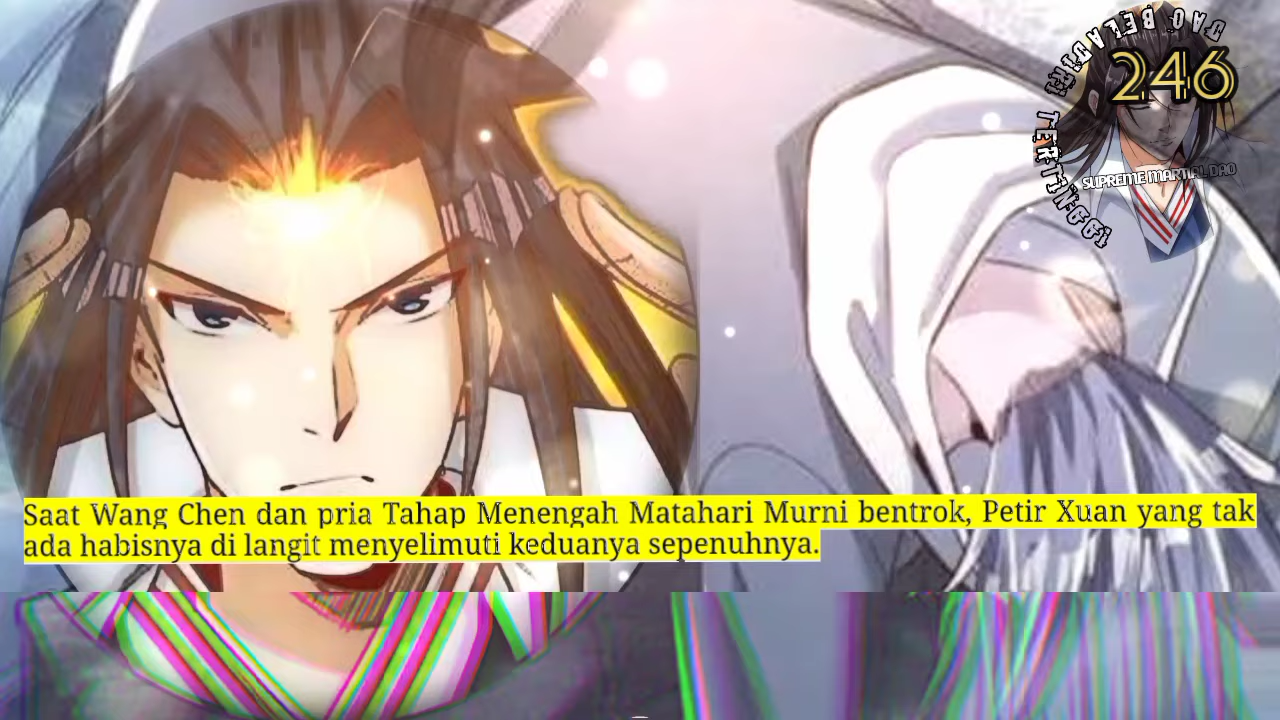 DAO BELADIRI TERTINGGI
246
SUPREME MARTIAL DAO
Saat Wang Chen dan pria Tahap Menengah Matahari Murni bentrok, Petir Xuan yang tak
ada habisnya di langit menyelimuti keduanya sepenuhnya.